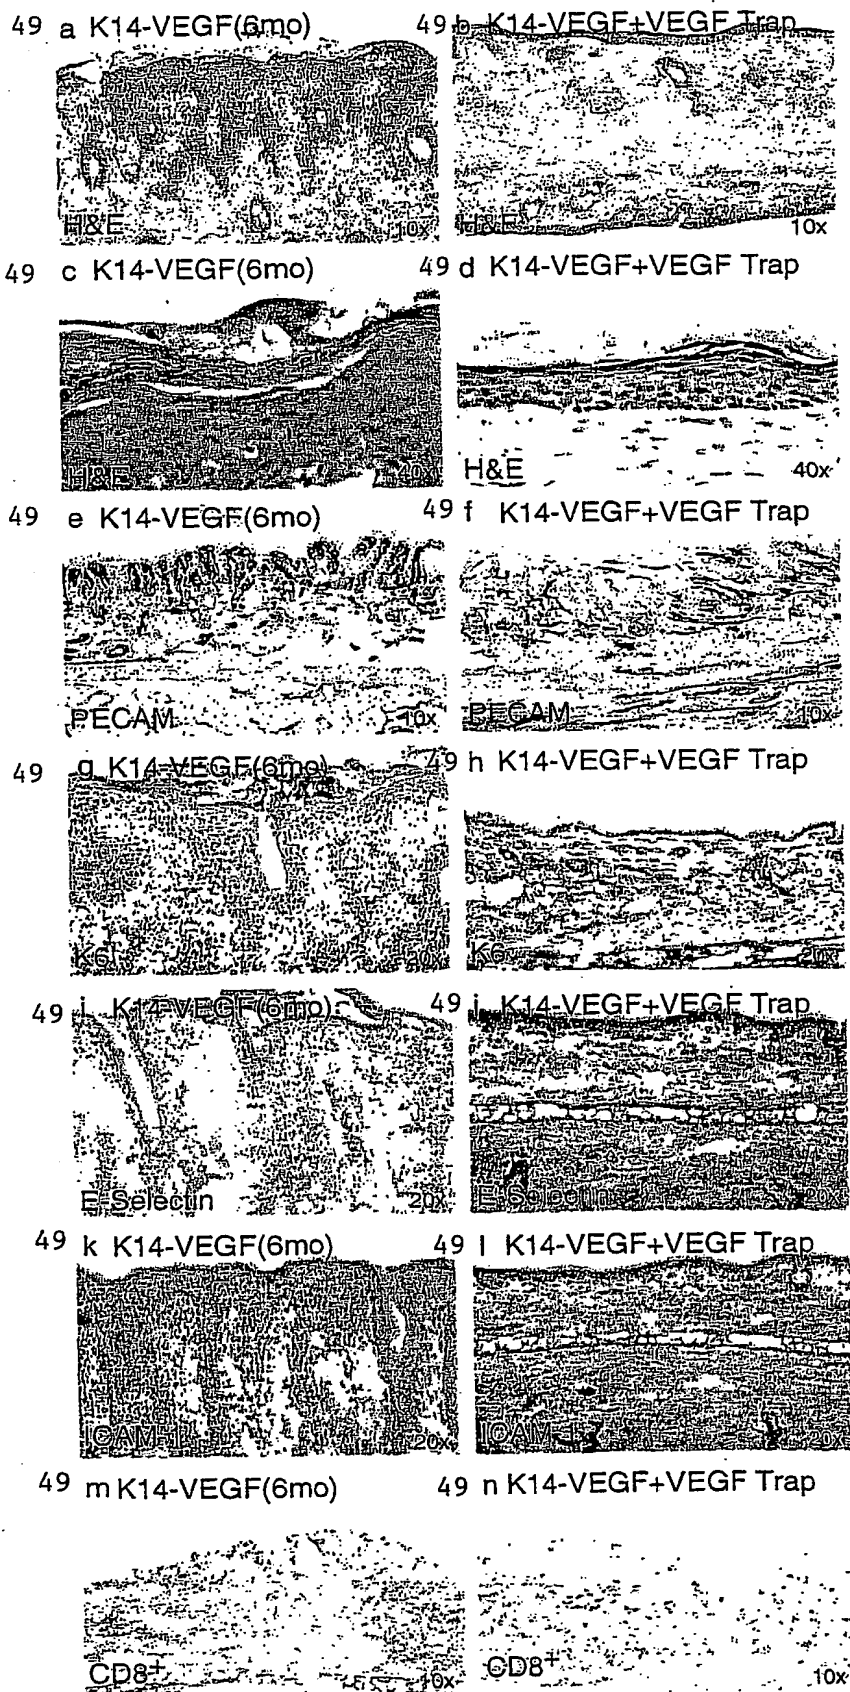 49 a K14-VEGF(6mo) 49 b K14-VEGF+VEGF Trap
H&E 10x H&E 10x
49 c K14-VEGF(6mo) 49 d K14-VEGF+VEGF Trap
H&E 40x H&E 40x
49 e K14-VEGF(6mo) 49 f K14-VEGF+VEGF Trap
PECAM 10x PECAM 10x
49 g K14-VEGF(6mo) 49 h K14-VEGF+VEGF Trap
K6 20x K6 20x
49 i K14-VEGF(6mo) 49 j K14-VEGF+VEGF Trap
E-Selectin 20x E-Selectin 20x
49 k K14-VEGF(6mo) 49 l K14-VEGF+VEGF Trap
ICAM-1 20x ICAM-1 20x
49 m K14-VEGF(6mo) 49 n K14-VEGF+VEGF Trap
CD8+ 10x CD8+ 10x